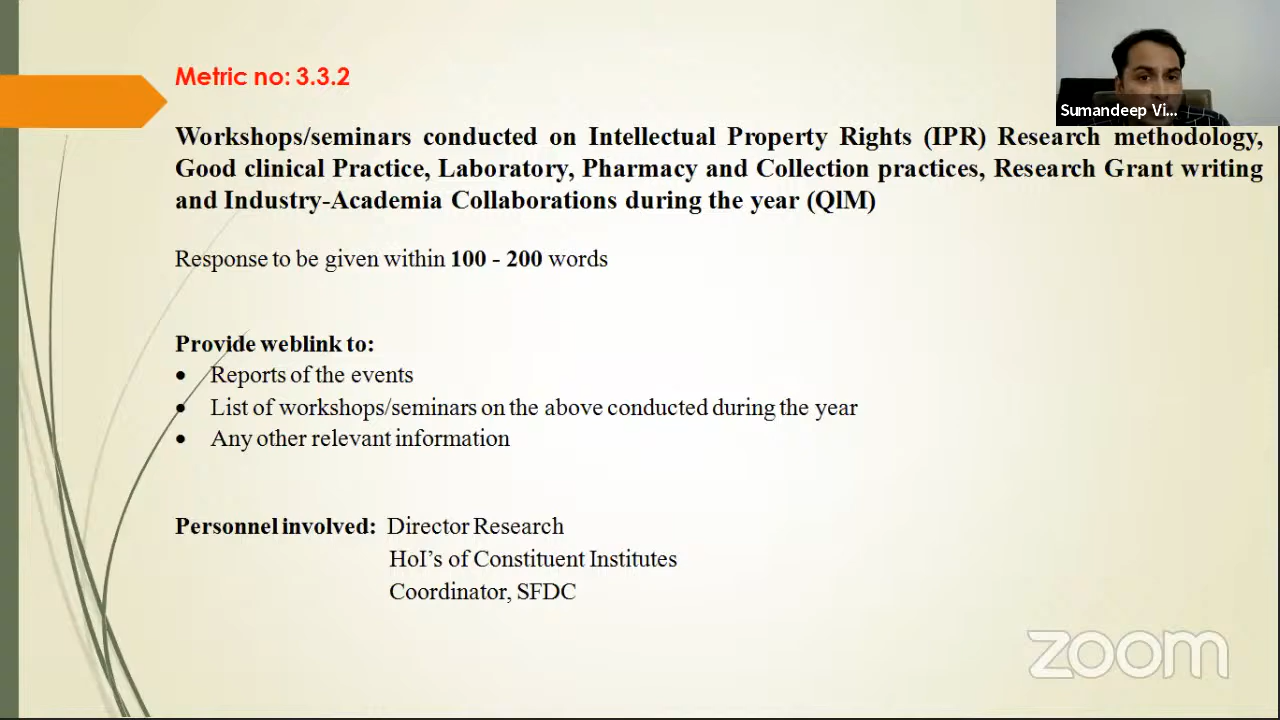 Metric no: 3.3.2
Sumandeep Vi...
Workshops/seminars conducted on Intellectual Property Rights (IPR) Research methodology,
Good clinical Practice, Laboratory, Pharmacy and Collection practices, Research Grant writing
and Industry-Academia Collaborations during the year (QlM)
Response to be given within 100 - 200 words
Provide weblink to:
• Reports of the events
• List of workshops/seminars on the above conducted during the year
• Any other relevant information
Personnel involved: Director Research
HoI’s of Constituent Institutes
Coordinator, SFDC
zoom